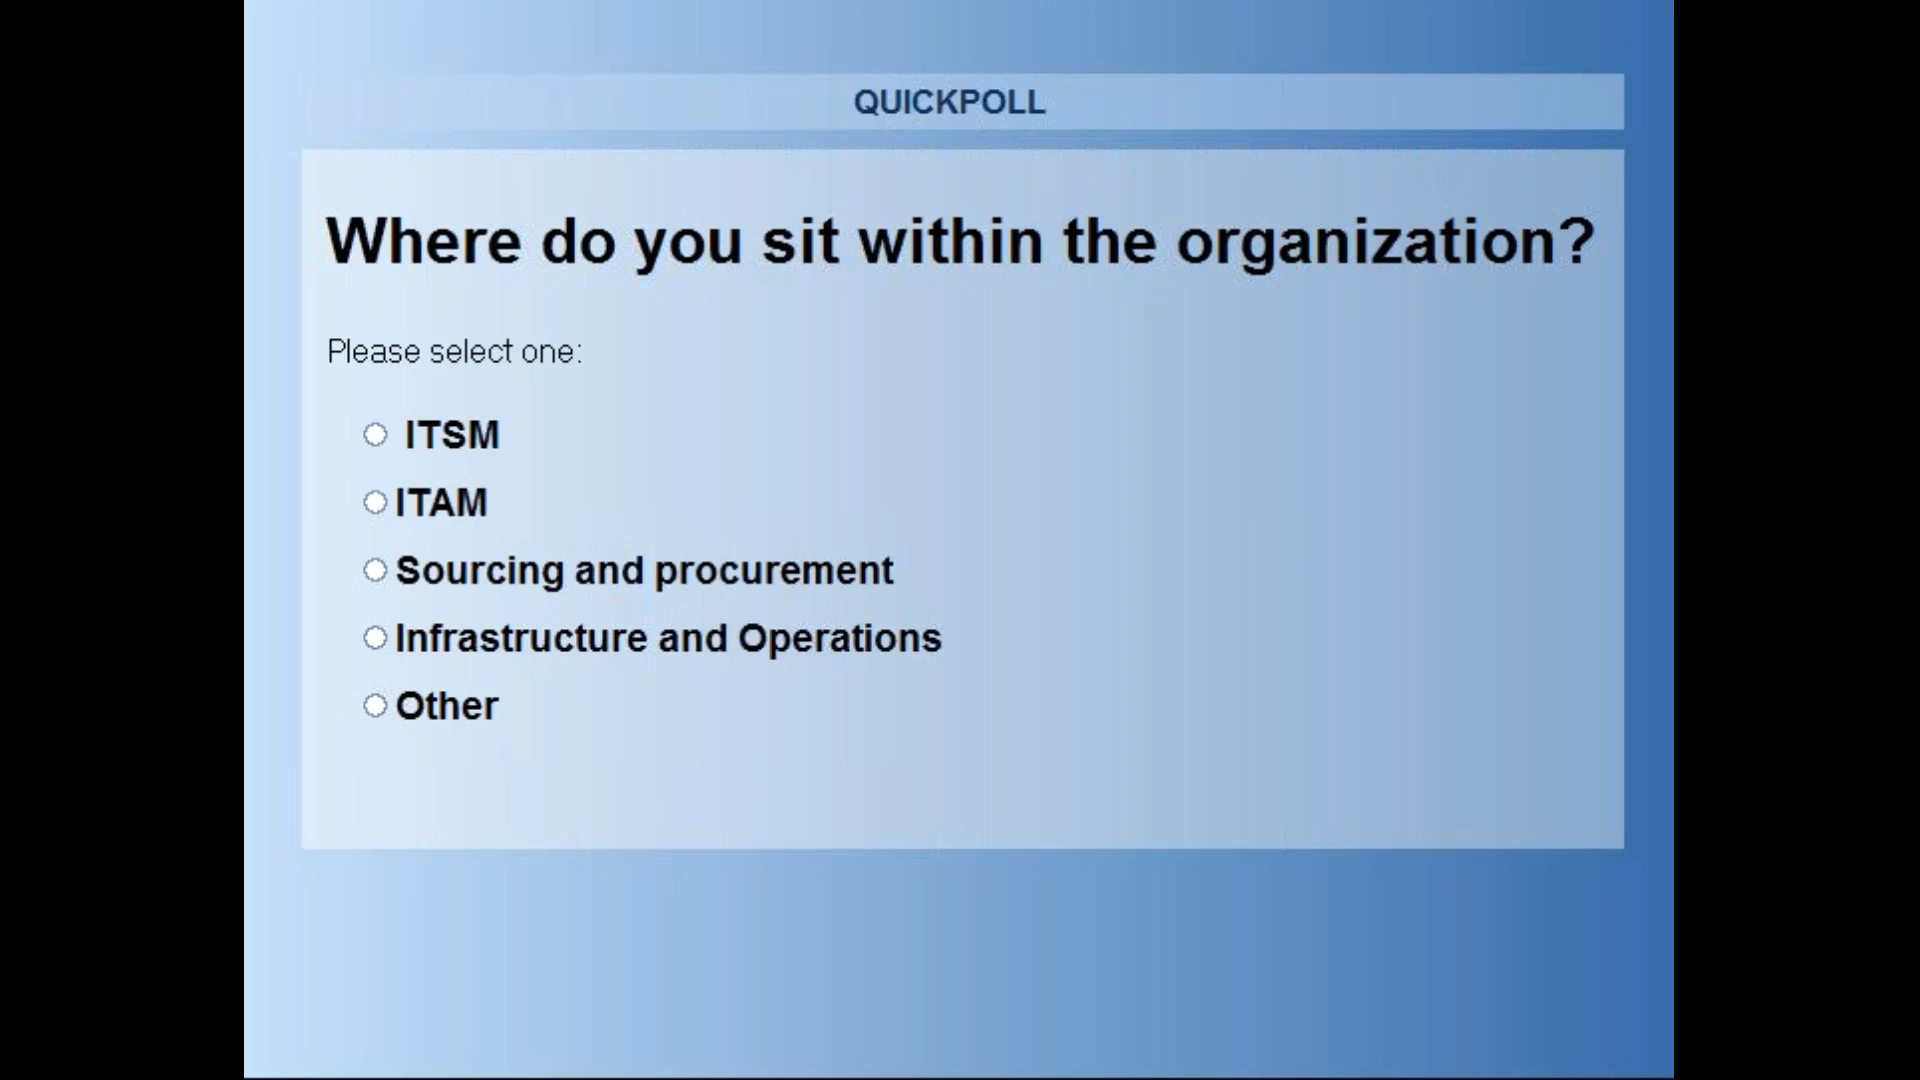 QUICKPOLL
Where do you sit within the organization?
Please select one:
ITSM
ITAM
Sourcing and procurement
Infrastructure and Operations
Other